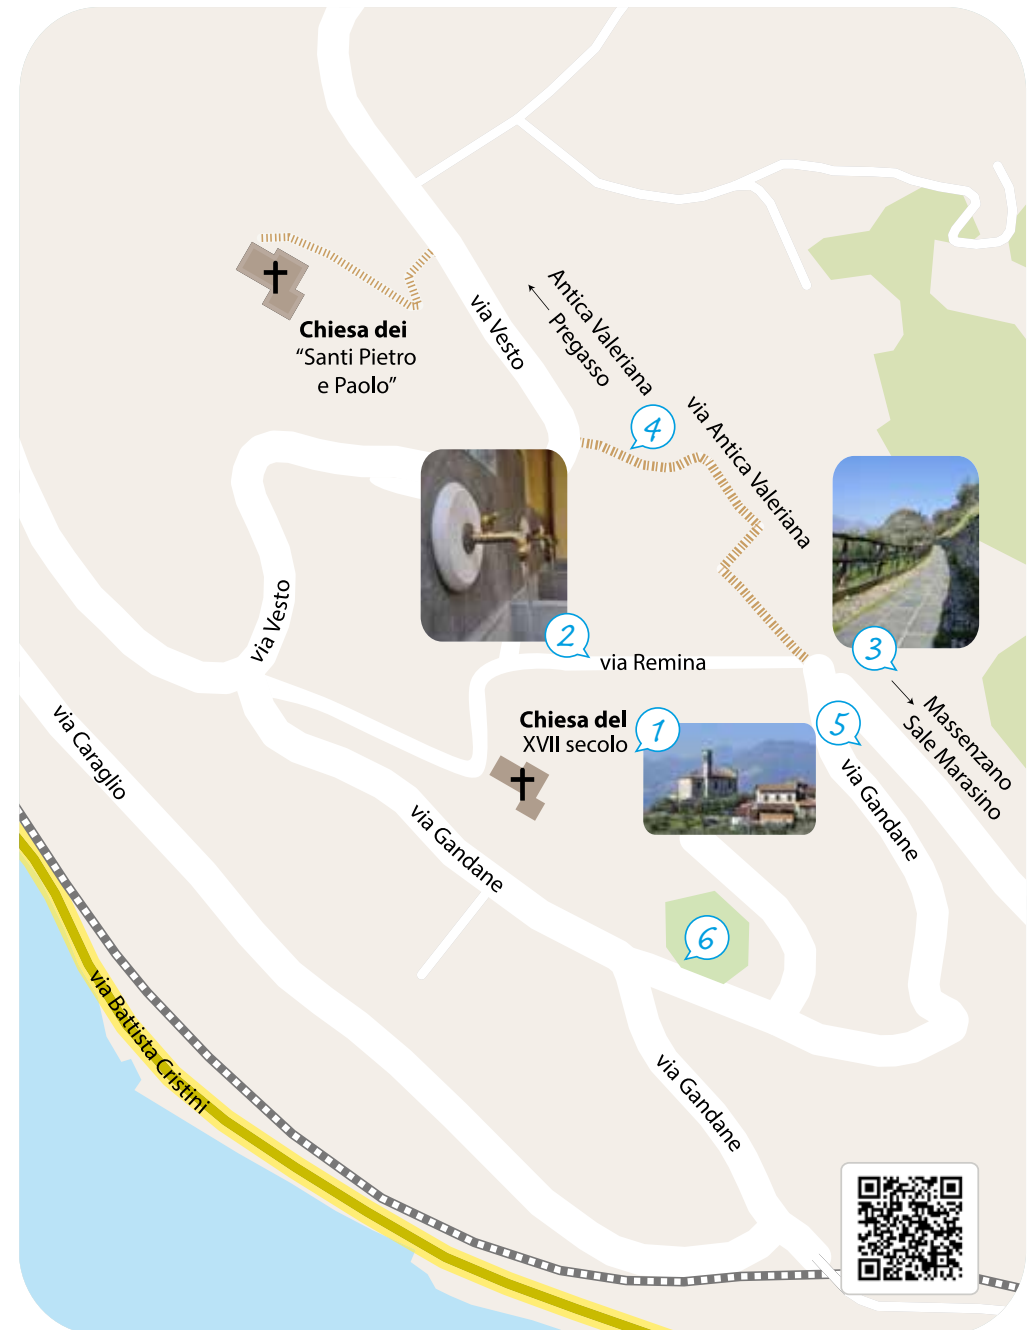 Antica Valeriana
Pregasso
via Vesto
Chiesa dei
“Santi Pietro
e Paolo”
4
via Antica Valeriana
via Vesto
2
via Remina
3
Massenzano
Sale Marasino
Chiesa del
XVII secolo
1
5
via Gandane
via Caraglio
via Gandane
6
via Battista Cristini
via Gandane